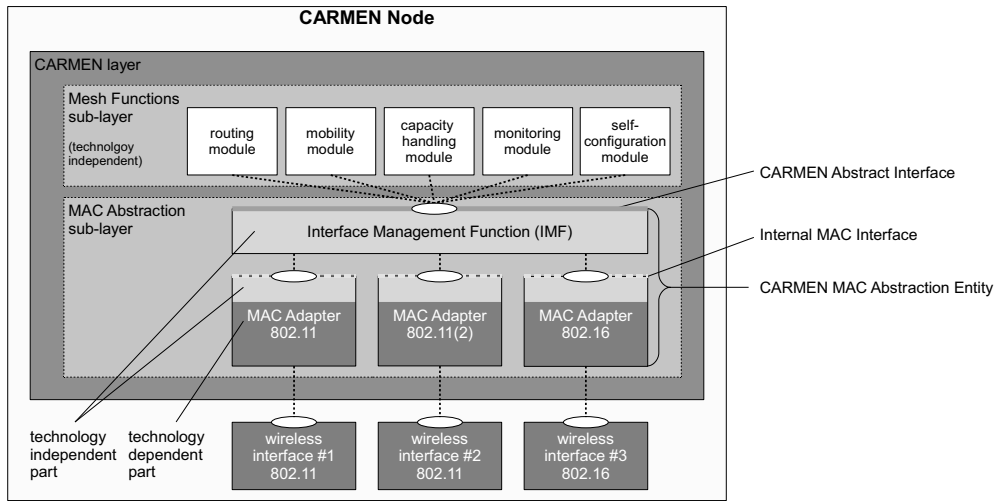 CARMEN Node
CARMEN layer
Mesh Functions
sub-layer
(technolgoy
independent)
routing
module
mobility
module
capacity
handling
module
monitoring
module
self-
configuration
module
CARMEN Abstract Interface
MAC Abstraction
sub-layer
Interface Management Function (IMF)
Internal MAC Interface
CARMEN MAC Abstraction Entity
MAC Adapter
802.11
MAC Adapter
802.11(2)
MAC Adapter
802.16
technology
independent
part
technology
dependent
part
wireless
interface #1
802.11
wireless
interface #2
802.11
wireless
interface #3
802.16